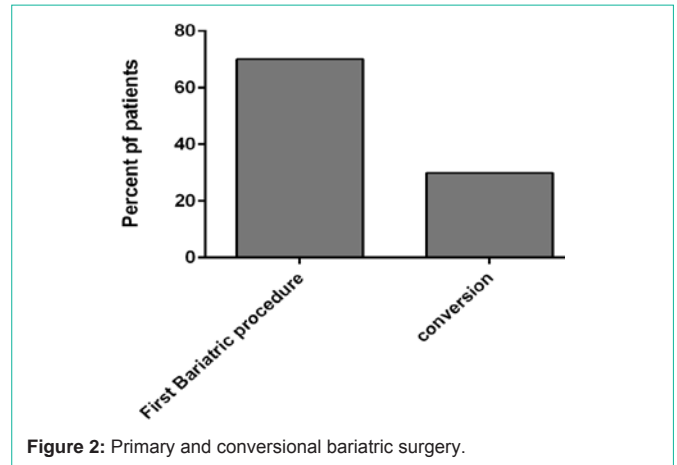 80
60
40
20
0
Percent pf patients
First Bariatric procedure
conversion
Figure 2: Primary and conversional bariatric surgery.